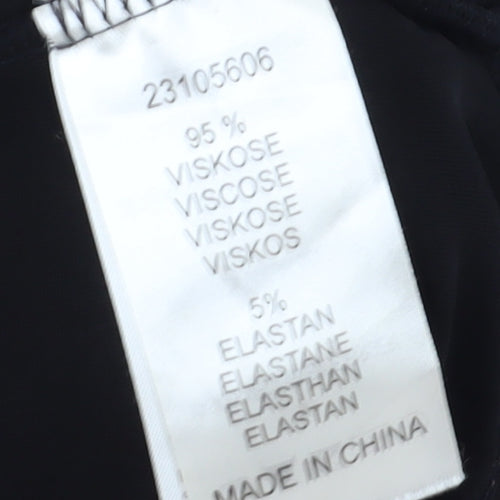 23105606
95 %
VISKOSE
VISCOSE
VISKOSE
VISKOS
5%
ELASTAN
ELASTANE
ELASTHAN
ELASTAN
MADE IN CHINA